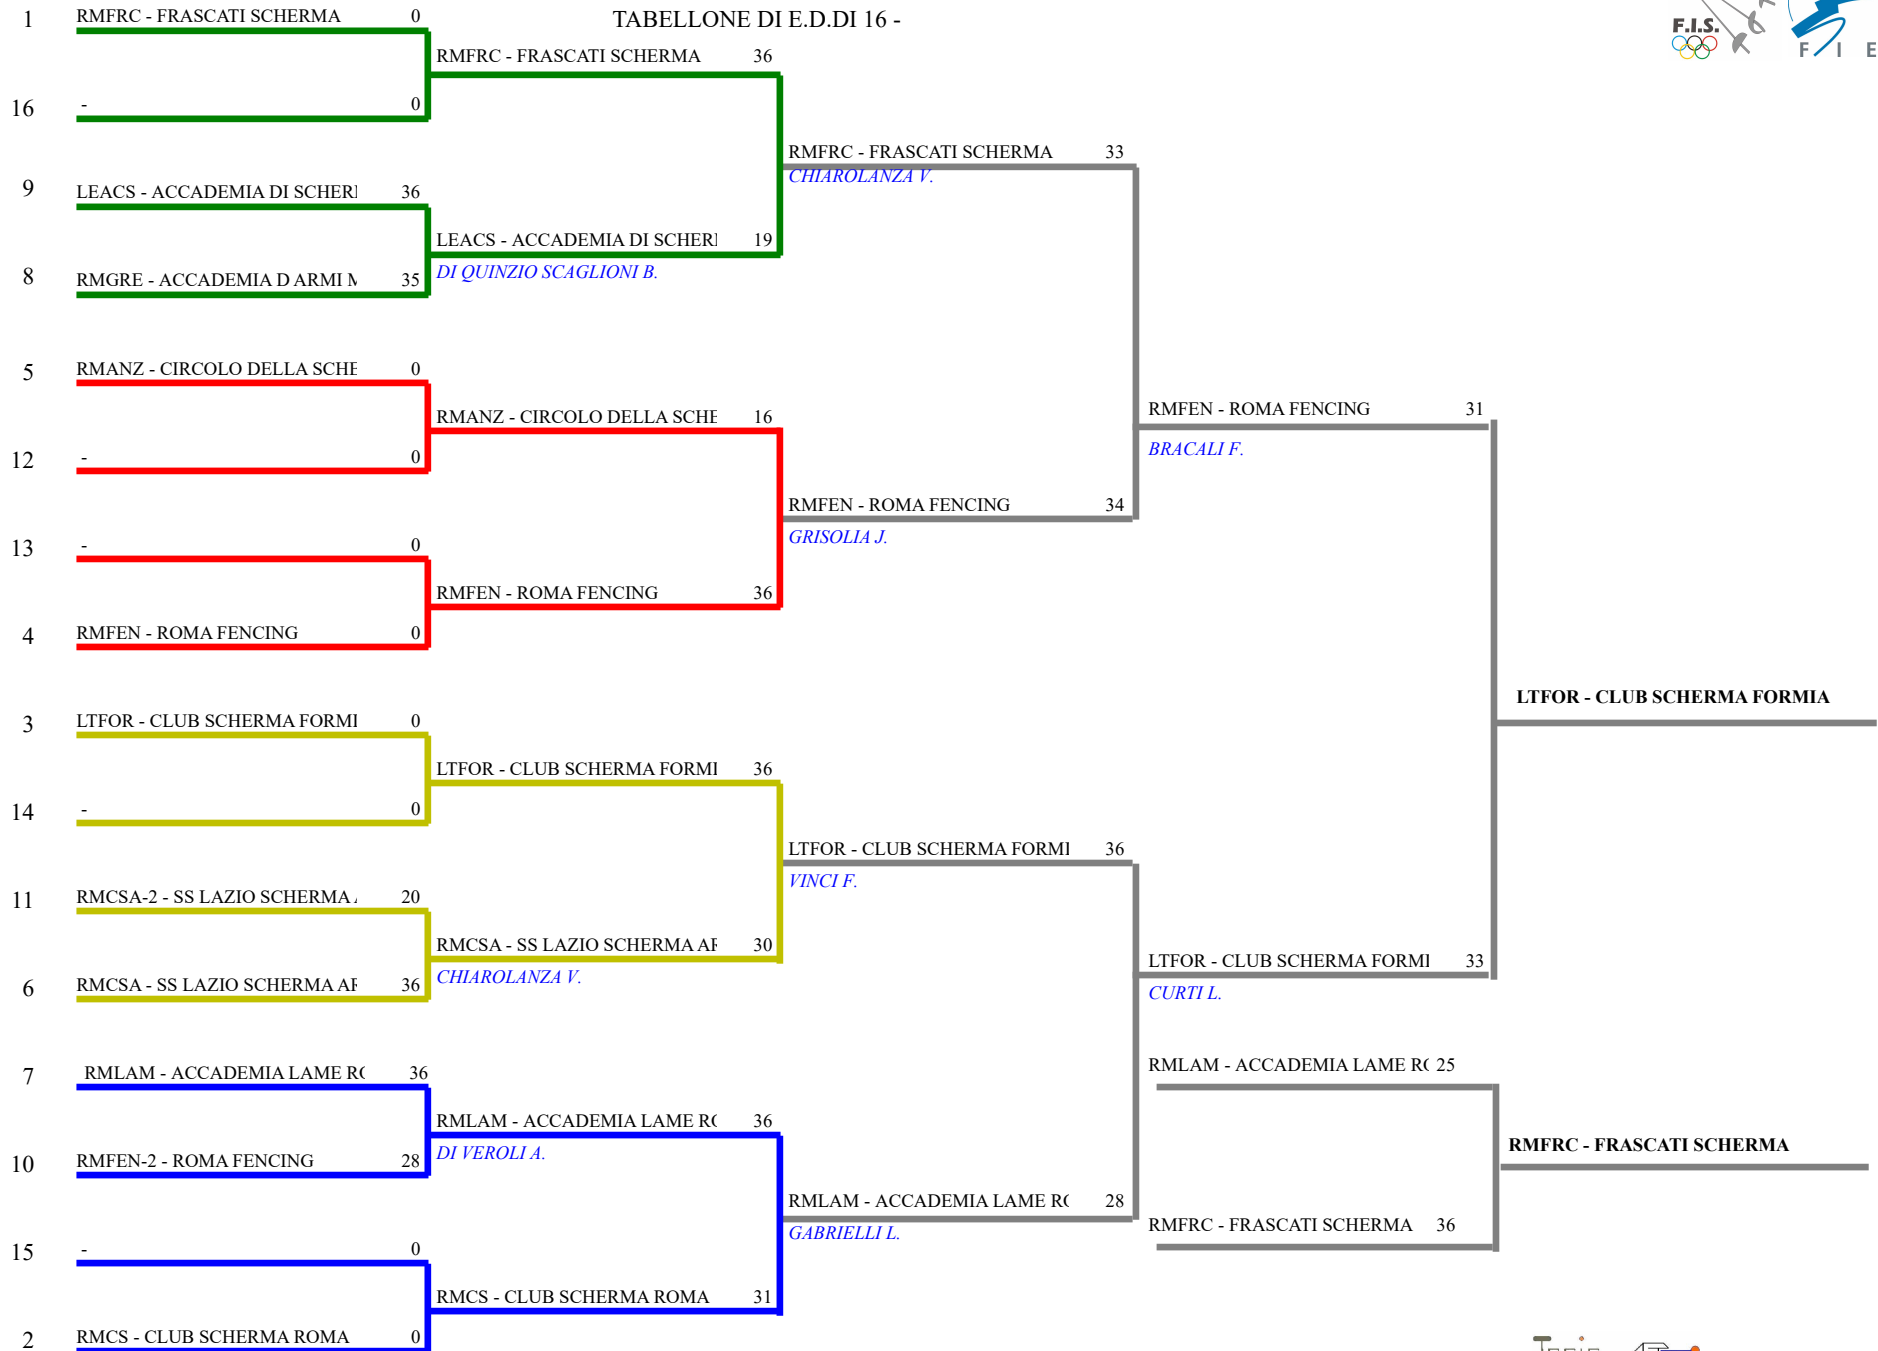 TABELLONE DI E.D.DI 16 -
F.I.S.
F I E
1 RMFRC - FRASCATI SCHERMA 0
RMFRC - FRASCATI SCHERMA 36
16 - 0
RMFRC - FRASCATI SCHERMA 33
CHIAROLANZA V.
9 LEACS - ACCADEMIA DI SCHERI 36
LEACS - ACCADEMIA DI SCHERI 19
DI QUINZIO SCAGLIONI B.
8 RMGRE - ACCADEMIA D ARMI M 35
5 RMANZ - CIRCOLO DELLA SCHE 0
RMANZ - CIRCOLO DELLA SCHE 16
RMFEN - ROMA FENCING 31
BRACALI F.
12 - 0
RMFEN - ROMA FENCING 34
GRISOLIA J.
13 - 0
RMFEN - ROMA FENCING 36
4 RMFEN - ROMA FENCING 0
LTFOR - CLUB SCHERMA FORMIA
3 LTFOR - CLUB SCHERMA FORMI 0
LTFOR - CLUB SCHERMA FORMI 36
14 - 0
LTFOR - CLUB SCHERMA FORMI 36
VINCI F.
11 RMCSA-2 - SS LAZIO SCHERMA 20
RMCSA - SS LAZIO SCHERMA AR 30
CHIAROLANZA V.
LTFOR - CLUB SCHERMA FORMI 33
CURTI L.
6 RMCSA - SS LAZIO SCHERMA AR 36
7 RMLAM - ACCADEMIA LAME RO 36
RMLAM - ACCADEMIA LAME RO 25
RMLAM - ACCADEMIA LAME RO 36
DI VEROLI A.
RMFRC - FRASCATI SCHERMA
10 RMFEN-2 - ROMA FENCING 28
RMLAM - ACCADEMIA LAME RO 28
GABRIELLI L.
RMFRC - FRASCATI SCHERMA 36
15 - 0
RMCS - CLUB SCHERMA ROMA 31
2 RMCS - CLUB SCHERMA ROMA 0